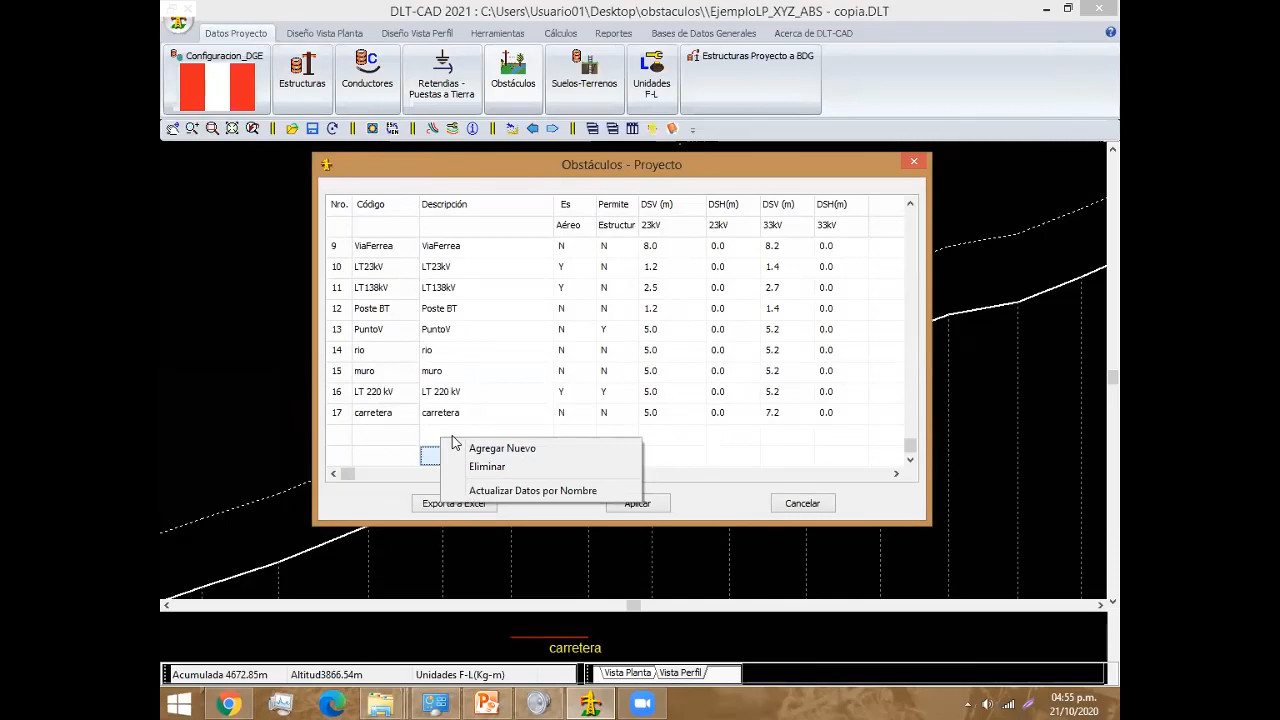 DLT-CAD 2021 : C:\Users\Usuario01\Desktop\obstaculos\\EjemploLP_XYZ_ABS - copia.DLT
Datos Proyecto Diseño Vista Planta Diseño Vista Perfil Herramientas Cálculos Reportes Bases de Datos Generales Acerca de DLT-CAD
Configuracion_DGE
Estructuras
Conductores
Retendias -
Puestas a Tierra
Obstáculos
Suelos-Terrenos
Unidades
F-L
Estructuras Proyecto a BDG
Obstáculos - Proyecto
Nro. Código Descripción Es Permite DSV (m) DSH(m) DSV (m) DSH(m)
Aéreo Estructur 23kV 23kV 33kV 33kV
9 ViaFerrea ViaFerrea N N 8.0 0.0 8.2 0.0
10 LT23kV LT23kV Y N 1.2 0.0 1.4 0.0
11 LT138kV LT138kV Y N 2.5 0.0 2.7 0.0
12 Poste BT Poste BT N N 1.2 0.0 1.4 0.0
13 PuntoV PuntoV N Y 5.0 0.0 5.2 0.0
14 rio rio N N 5.0 0.0 5.2 0.0
15 muro muro N N 5.0 0.0 5.2 0.0
16 LT 220 kV LT 220 kV Y Y 5.0 0.0 5.2 0.0
17 carretera carretera N N 5.0 0.0 7.2 0.0
Agregar Nuevo
Eliminar
Actualizar Datos por Nombre
Exporta a Excel Aplicar Cancelar
carretera
Acumulada 4672.85m Altitud3866.54m Unidades F-L(Kg-m) Vista Planta Vista Perfil
04:55 p.m.
21/10/2020